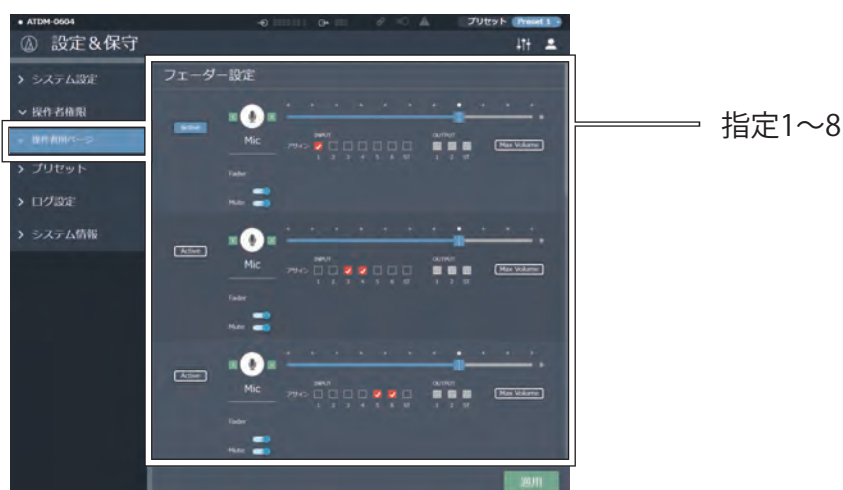 ATDM-0604
プリセット Preset 1
設定＆保守
システム設定
操作者権限
操作者用ページ
プリセット
ログ設定
システム情報
フェーダー設定
Active
Mic
INPUT
OUTPUT
アサイン
1 2 3 4 5 6 ST
1 2 ST
Max Volume
Fader
Mute
Active
Mic
INPUT
OUTPUT
アサイン
1 2 3 4 5 6 ST
1 2 ST
Max Volume
Fader
Mute
Active
Mic
INPUT
OUTPUT
アサイン
1 2 3 4 5 6 ST
1 2 ST
Max Volume
Fader
Mute
適用
指定1～8